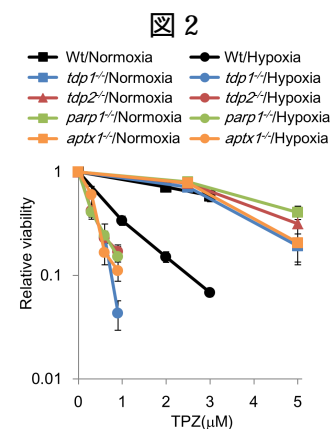 図 2
Wt/Normoxia Wt/Hypoxia
tdp1-/-/Normoxia tdp1-/-/Hypoxia
tdp2-/-/Normoxia tdp2-/-/Hypoxia
parp1-/-/Normoxia parp1-/-/Hypoxia
aptx1-/-/Normoxia aptx1-/-/Hypoxia
1
0.1
0.01
Relative viability
0 1 2 3 4 5
TPZ(μM)